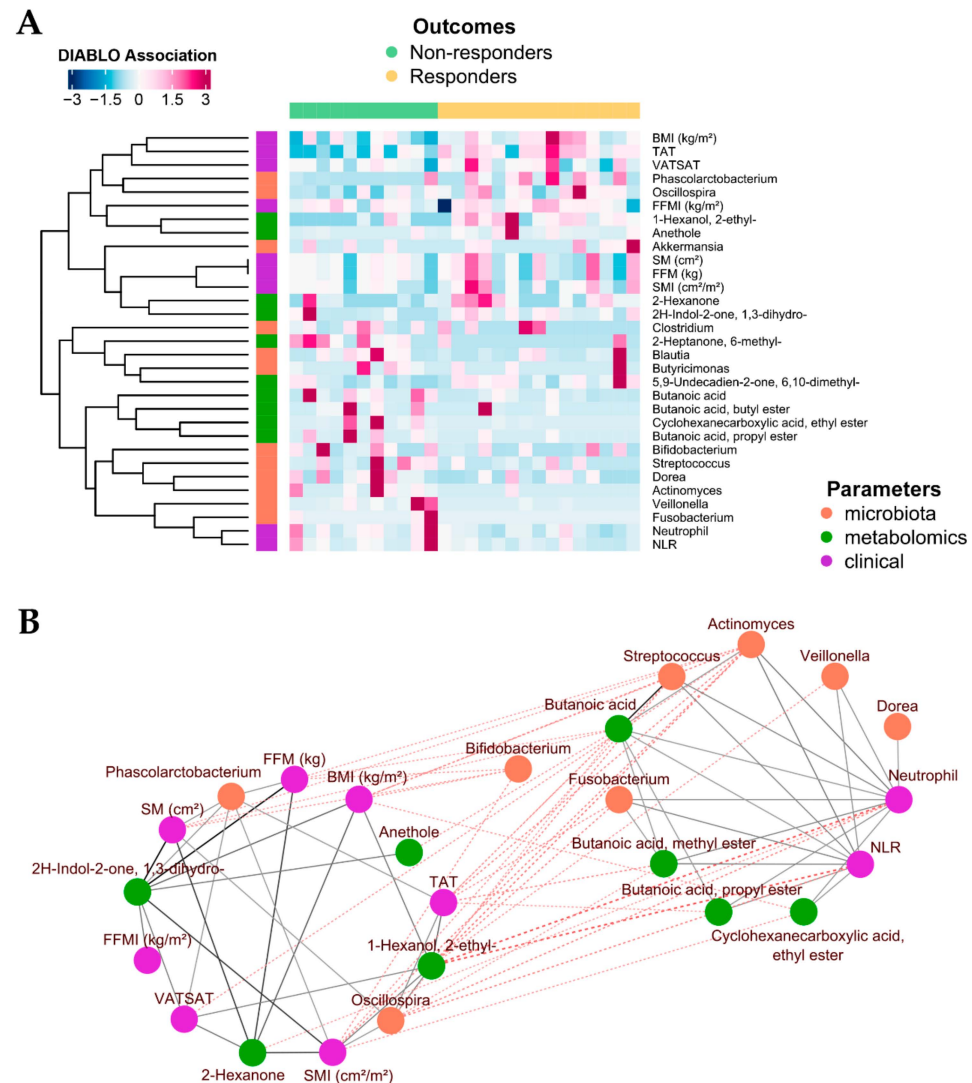 A
DIABLO Association
−3 −1.5 0 1.5 3
Outcomes
Non-responders
Responders
BMI (kg/m²)
TAT
VATSAT
Phascolarctobacterium
Oscillospira
FFMI (kg/m²)
1-Hexanol, 2-ethyl-
Anethole
Akkermansia
SM (cm²)
FFM (kg)
SMI (cm²/m²)
2-Hexanone
2H-Indol-2-one, 1,3-dihydro-
Clostridium
2-Heptanone, 6-methyl-
Blautia
Butyricimonas
5,9-Undecadien-2-one, 6,10-dimethyl-
Butanoic acid
Butanoic acid, butyl ester
Cyclohexanecarboxylic acid, ethyl ester
Butanoic acid, propyl ester
Bifidobacterium
Streptococcus
Dorea
Actinomyces
Veillonella
Fusobacterium
Neutrophil
NLR
Parameters
microbiota
metabolomics
clinical
B
Actinomyces
Streptococcus
Veillonella
Butanoic acid
Dorea
Bifidobacterium
FFM (kg)
Phascolarctobacterium
BMI (kg/m²)
Fusobacterium
Neutrophil
SM (cm²)
Anethole
Butanoic acid, methyl ester
NLR
2H-Indol-2-one, 1,3-dihydro-
TAT
Butanoic acid, propyl ester
FFMI (kg/m²)
1-Hexanol, 2-ethyl-
Cyclohexanecarboxylic acid,
ethyl ester
VATSAT
Oscillospira
2-Hexanone
SMI (cm²/m²)